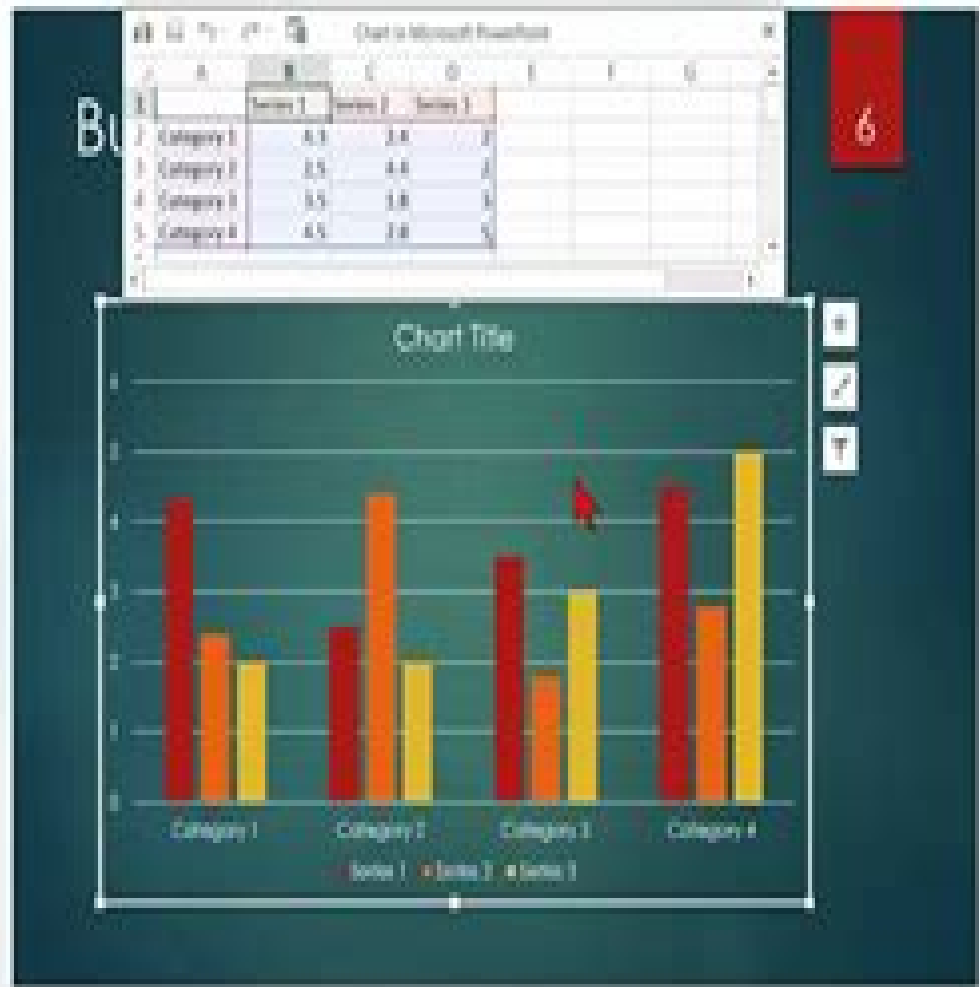 Chart in Microsoft PowerPoint
A B C D E F G
1 Series 1 Series 2 Series 3
2 Category 1 4.3 2.4 2
3 Category 2 2.5 4.4 2
4 Category 3 3.5 1.8 3
5 Category 4 4.5 2.8 5
Bu
6
Chart Title
6
5
4
3
2
1
0
Category 1 Category 2 Category 3 Category 4
Series 1 Series 2 Series 3